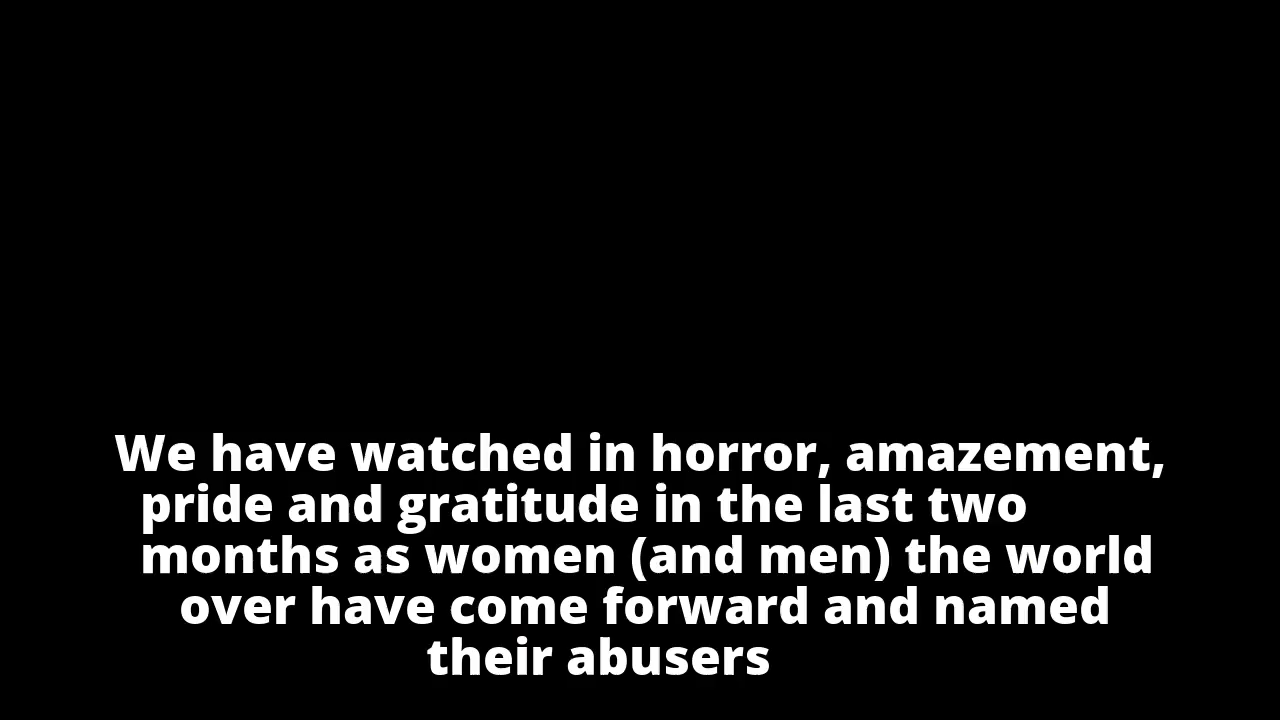 We have watched in horror, amazement,
pride and gratitude in the last two
months as women (and men) the world
over have come forward and named
their abusers